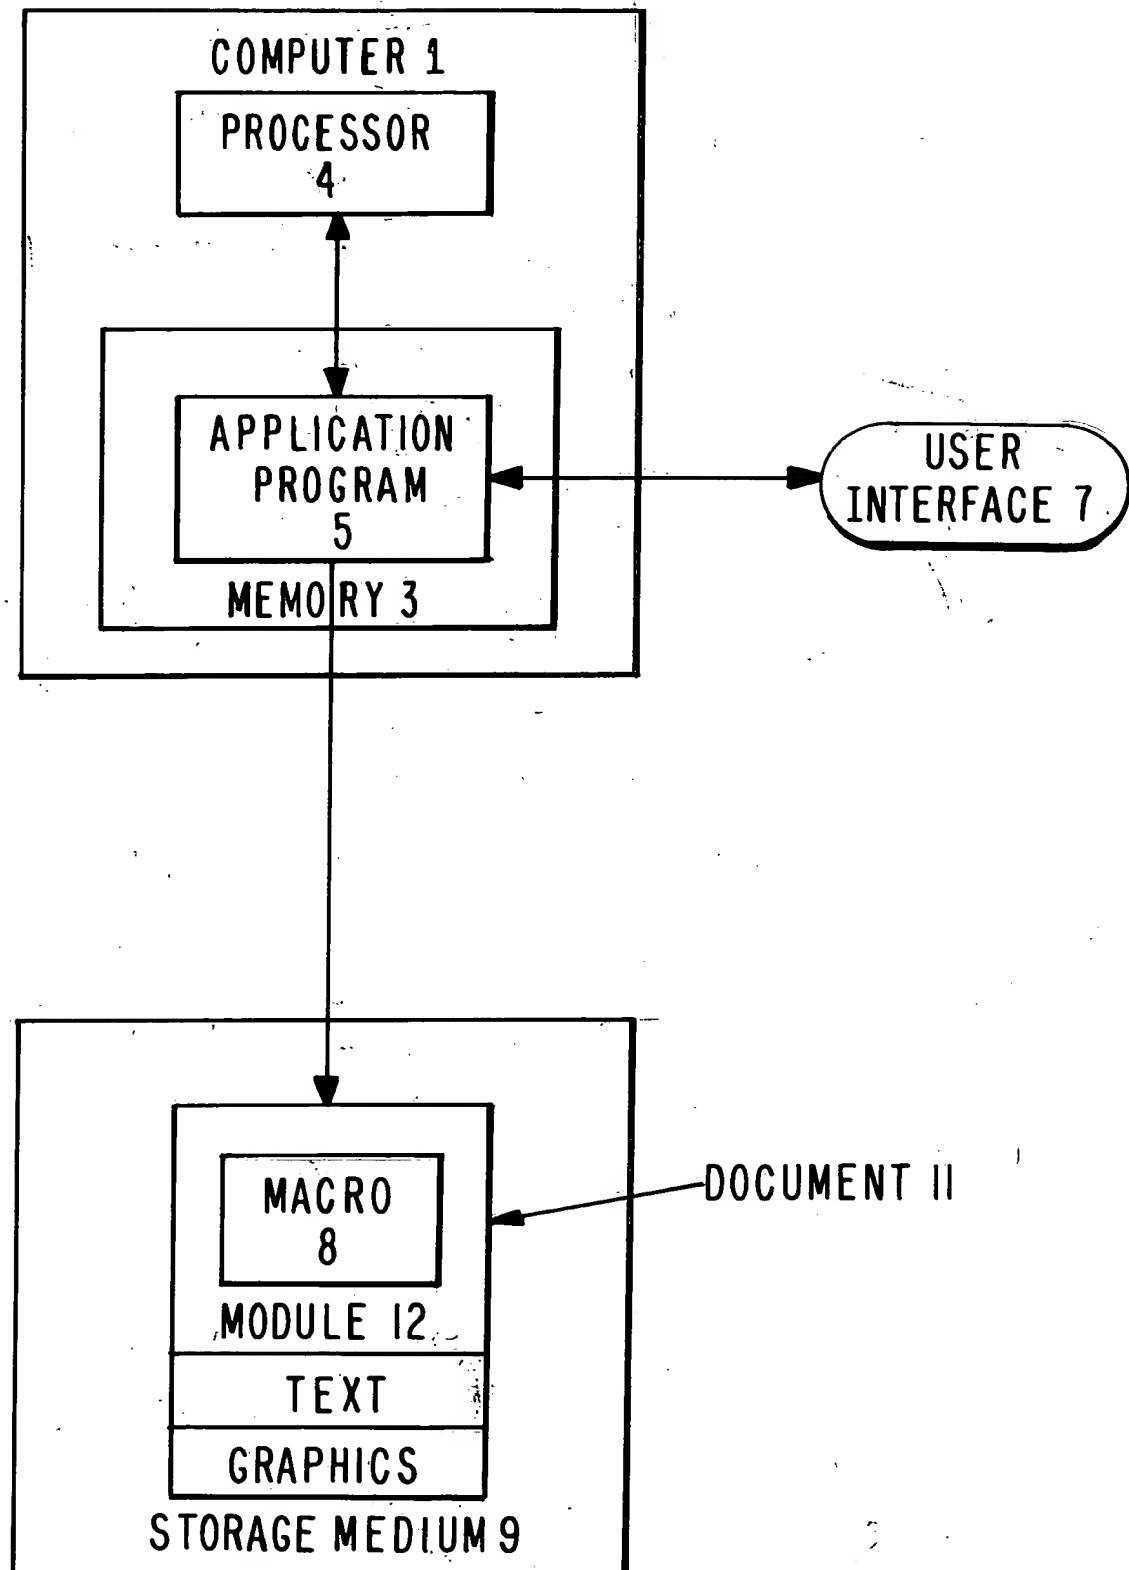 COMPUTER 1
PROCESSOR
4
APPLICATION
PROGRAM
5
MEMORY 3
USER
INTERFACE 7
MACRO
8
MODULE 12
TEXT
GRAPHICS
STORAGE MEDIUM 9
DOCUMENT 11